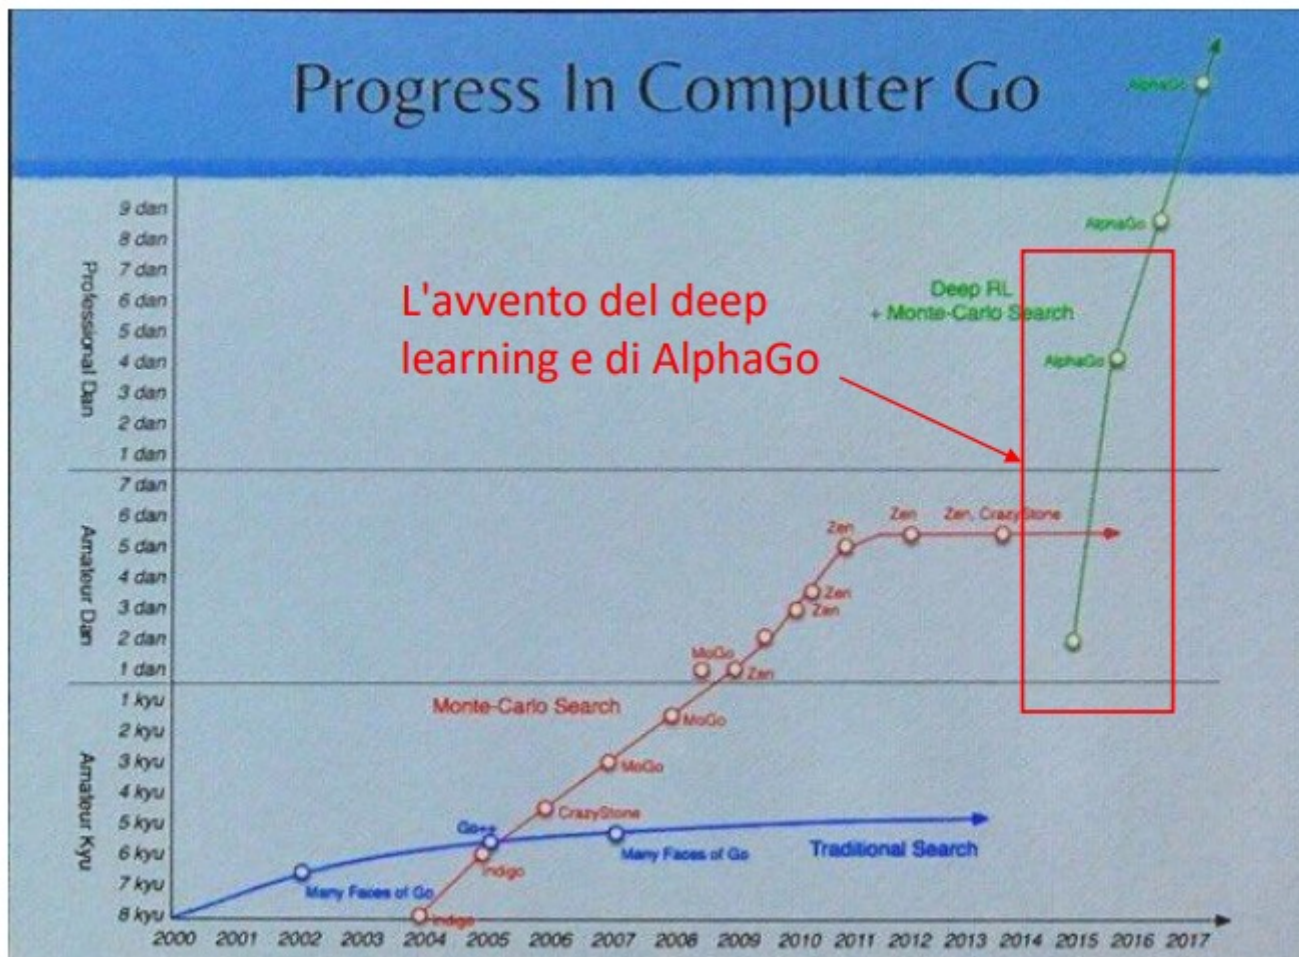 Progress In Computer Go
AlphaGo
9 dan
8 dan
7 dan
6 dan
5 dan
4 dan
3 dan
2 dan
1 dan
Professional Dan
AlphaGo
Deep RL
+ Monte-Carlo Search
AlphaGo
L'avvento del deep
learning e di AlphaGo
7 dan
6 dan
5 dan
4 dan
3 dan
2 dan
1 dan
Amateur Dan
Zen
Zen
Zen, CrazyStone
Zen
Zen
MoGo
Zen
1 kyu
2 kyu
3 kyu
4 kyu
5 kyu
6 kyu
7 kyu
8 kyu
Amateur Kyu
Monte-Carlo Search
MoGo
MoGo
CrazyStone
Go++
Indigo
Many Faces of Go
Traditional Search
Many Faces of Go
Indigo
2000 2001 2002 2003 2004 2005 2006 2007 2008 2009 2010 2011 2012 2013 2014 2015 2016 2017